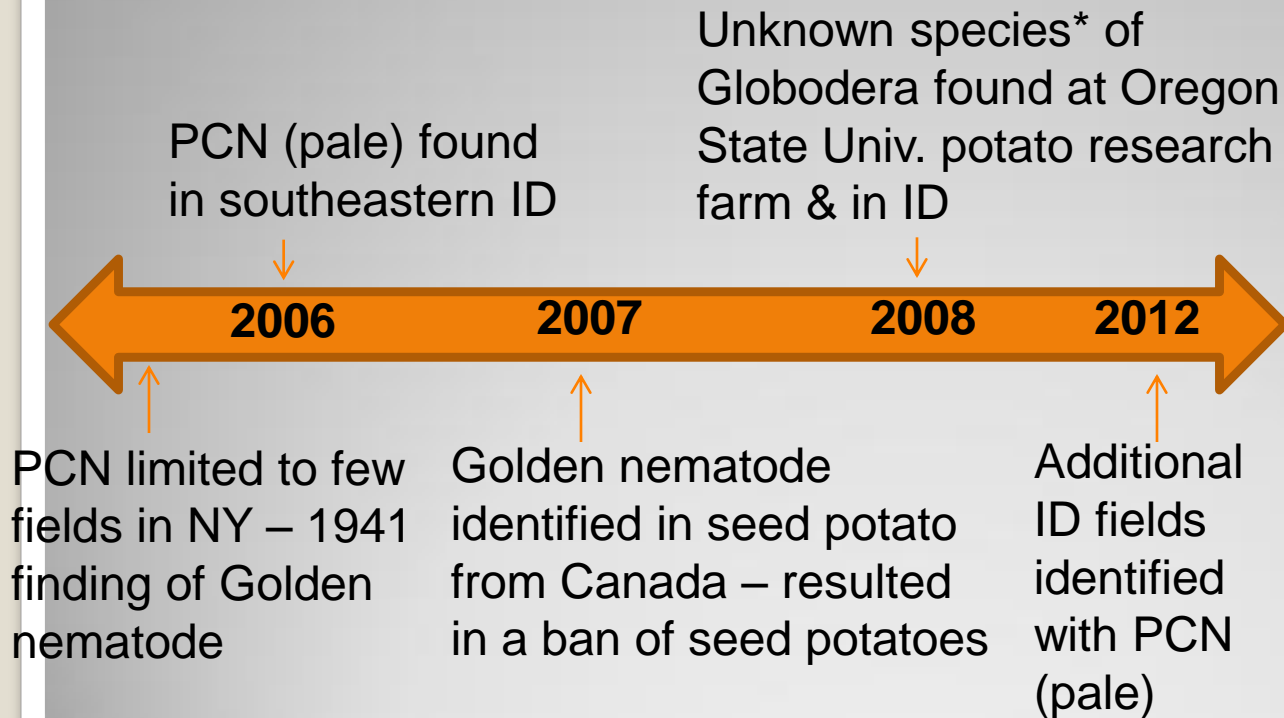 Unknown species* of
Globodera found at Oregon
State Univ. potato research
farm & in ID
PCN (pale) found
in southeastern ID
2006
2007
2008
2012
PCN limited to few
fields in NY – 1941
finding of Golden
nematode
Golden nematode
identified in seed potato
from Canada – resulted
in a ban of seed potatoes
Additional
ID fields
identified
with PCN
(pale)